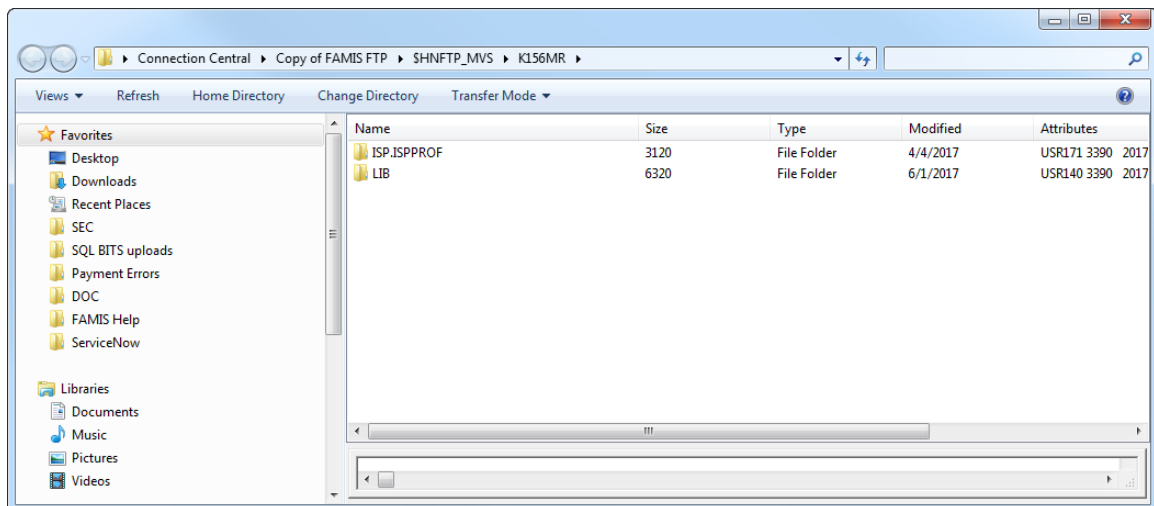 Connection Central ▸ Copy of FAMIS FTP ▸ $HNFTP_MVS ▸ K156MR ▸
Views Refresh Home Directory Change Directory Transfer Mode
Favorites
Desktop
Downloads
Recent Places
SEC
SQL BITS uploads
Payment Errors
DOC
FAMIS Help
ServiceNow
Libraries
Documents
Music
Pictures
Videos
Name Size Type Modified Attributes
ISP.ISPPROF 3120 File Folder 4/4/2017 USR171 3390 2017
LIB 6320 File Folder 6/1/2017 USR140 3390 2017